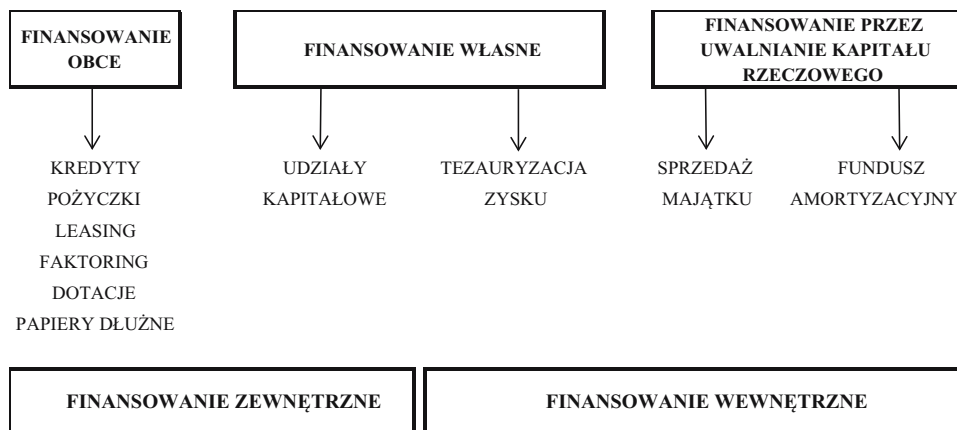 FINANSOWANIE
OBCE
FINANSOWANIE WŁASNE
FINANSOWANIE PRZEZ
UWALNIANIE KAPITAŁU
RZECZOWEGO
KREDYTY
POŻYCZKI
LEASING
FAKTORING
DOTACJE
PAPIERY DŁUŻNE
UDZIAŁY
KAPITAŁOWE
TEZAURYZACJA
ZYSKU
SPRZEDAŻ
MAJĄTKU
FUNDUSZ
AMORTYZACYJNY
FINANSOWANIE ZEWNĘTRZNE
FINANSOWANIE WEWNĘTRZNE